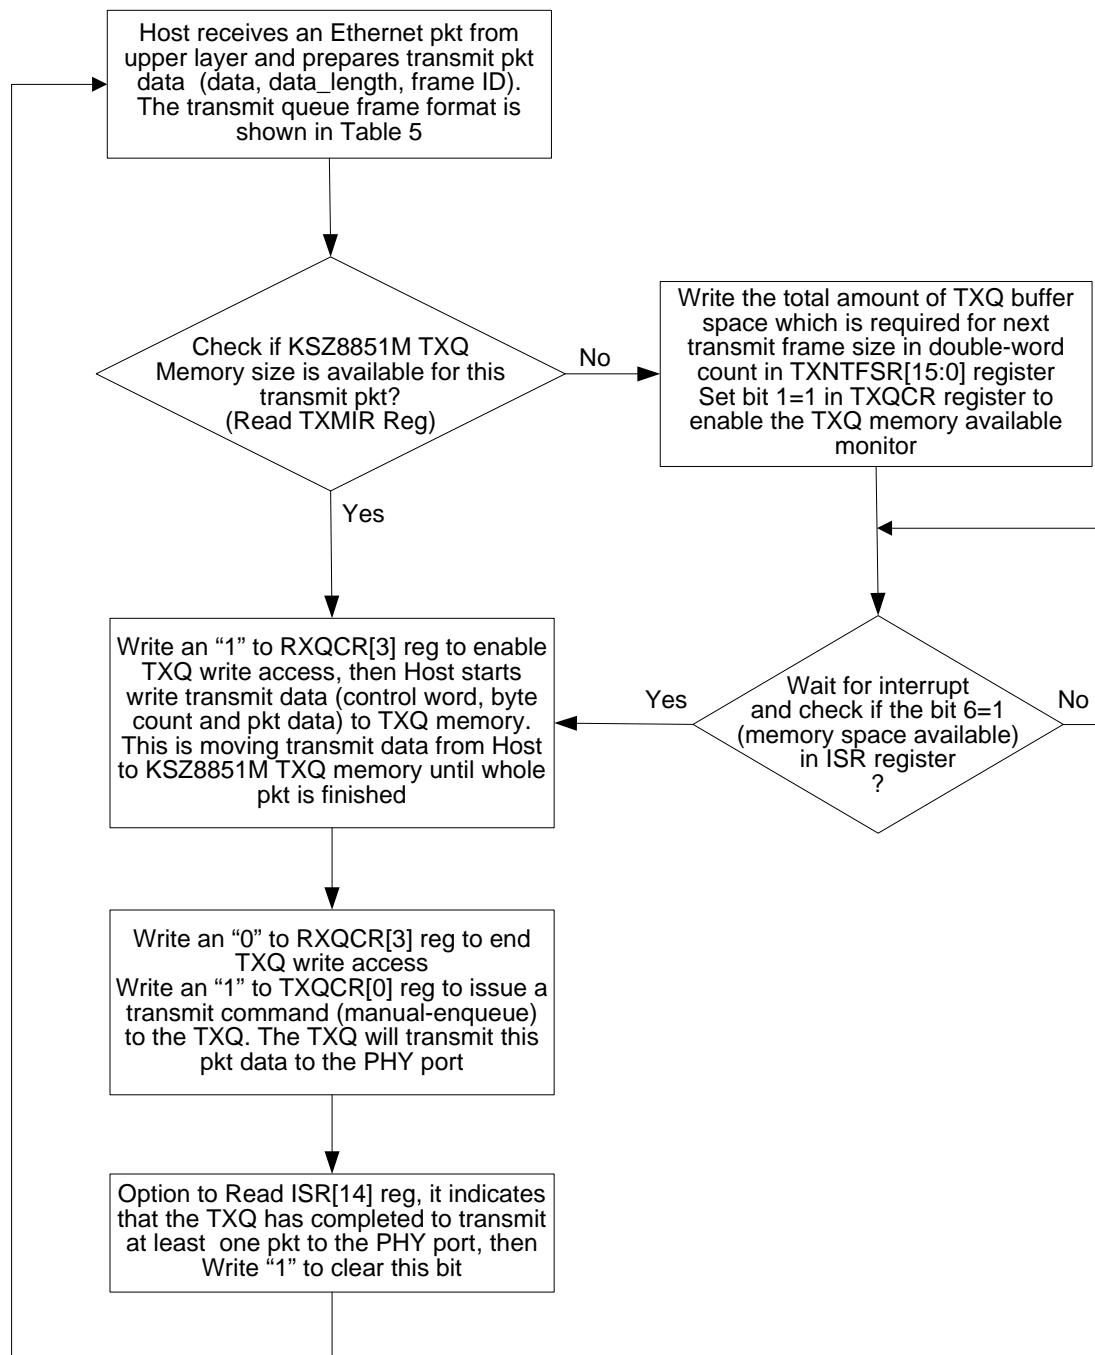 Host receives an Ethernet pkt from
upper layer and prepares transmit pkt
data  (data, data_length, frame ID).
The transmit queue frame format is
shown in Table 5
Check if KSZ8851M TXQ
Memory size is available for this
transmit pkt?
(Read TXMIR Reg)
No
Yes
Write the total amount of TXQ buffer
space which is required for next
transmit frame size in double-word
count in TXNTFSR[15:0] register
Set bit 1=1 in TXQCR register to
enable the TXQ memory available
monitor
Wait for interrupt
and check if the bit 6=1
(memory space available)
in ISR register
?
Yes
No
Write an “1” to RXQCR[3] reg to enable
TXQ write access, then Host starts
write transmit data (control word, byte
count and pkt data) to TXQ memory.
This is moving transmit data from Host
to KSZ8851M TXQ memory until whole
pkt is finished
Write an “0” to RXQCR[3] reg to end
TXQ write access
Write an “1” to TXQCR[0] reg to issue a
transmit command (manual-enqueue)
to the TXQ. The TXQ will transmit this
pkt data to the PHY port
Option to Read ISR[14] reg, it indicates
that the TXQ has completed to transmit
at least  one pkt to the PHY port, then
Write “1” to clear this bit